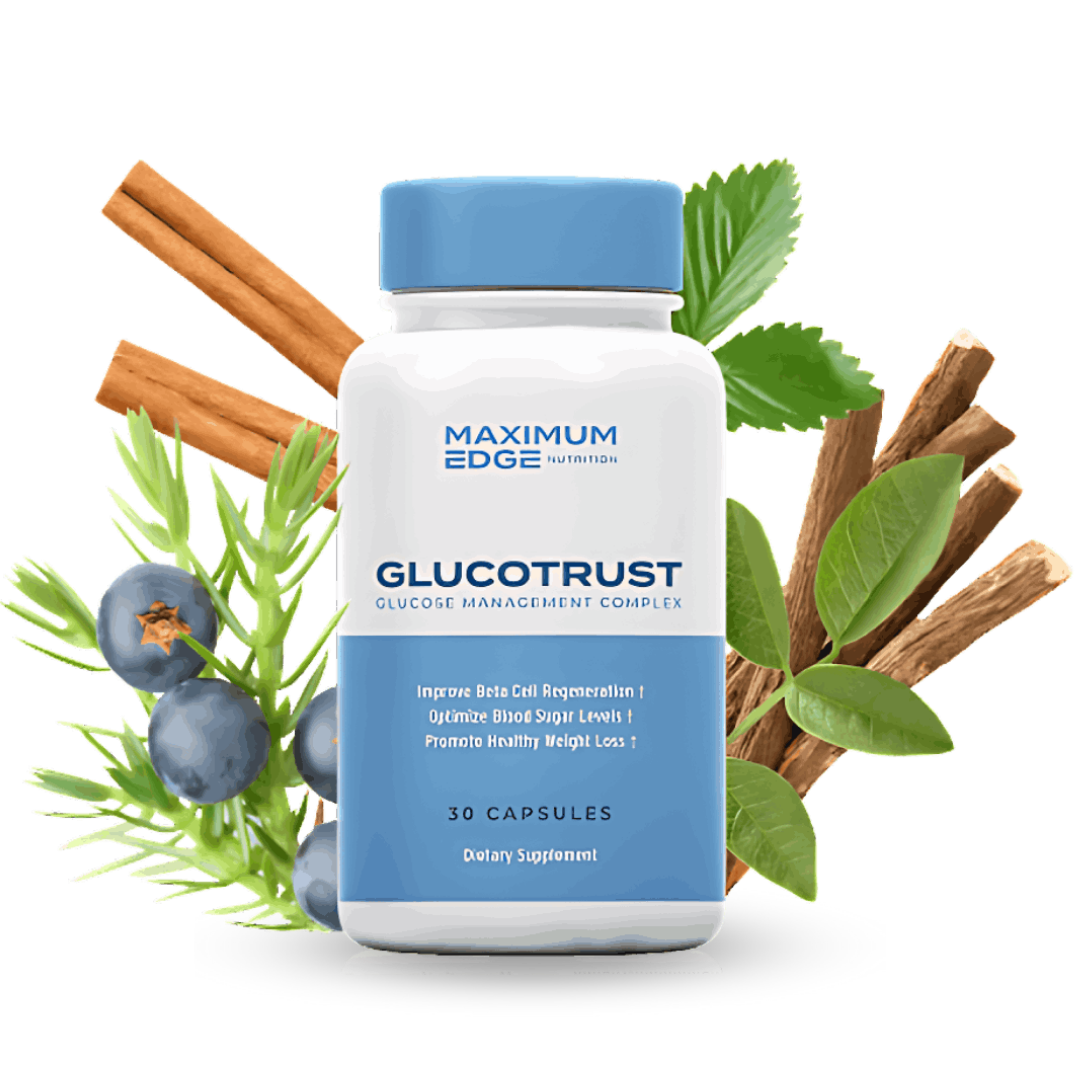 MAXIMUM
EDGE NUTRITION
GLUCOTRUST
GLUCOSE MANAGEMENT COMPLEX
Improve Beta Cell Regeneration ↑
Optimize Blood Sugar Levels ↑
Promote Healthy Weight Loss ↑
30 CAPSULES
Dietary Supplement